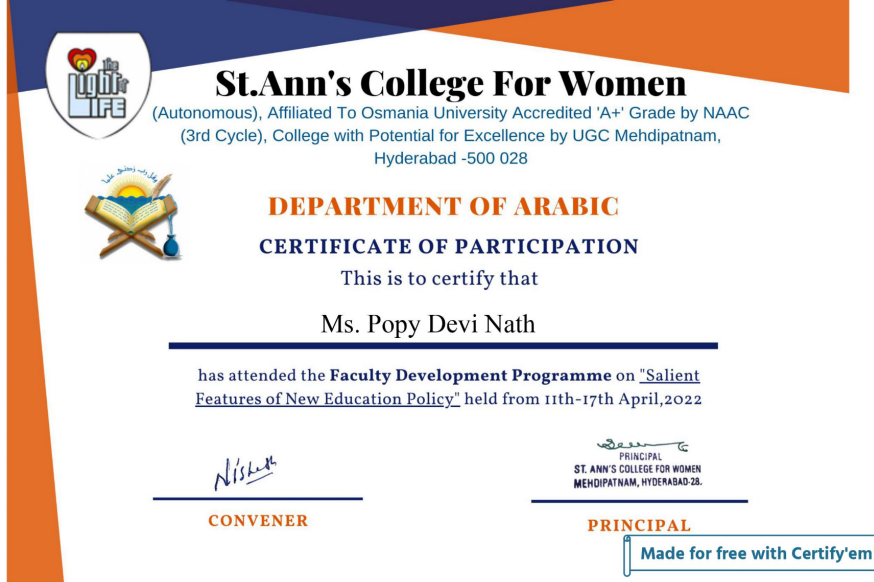 the
Light of
LIFE
St.Ann's College For Women
(Autonomous), Affiliated To Osmania University Accredited 'A+' Grade by NAAC
(3rd Cycle), College with Potential for Excellence by UGC Mehdipatnam,
Hyderabad -500 028
DEPARTMENT OF ARABIC
CERTIFICATE OF PARTICIPATION
This is to certify that
Ms. Popy Devi Nath
has attended the Faculty Development Programme on "Salient
Features of New Education Policy" held from 11th-17th April,2022
CONVENER
PRINCIPAL
ST. ANN'S COLLEGE FOR WOMEN
MEHDIPATNAM, HYDERABAD-28.
PRINCIPAL
Made for free with Certify'em